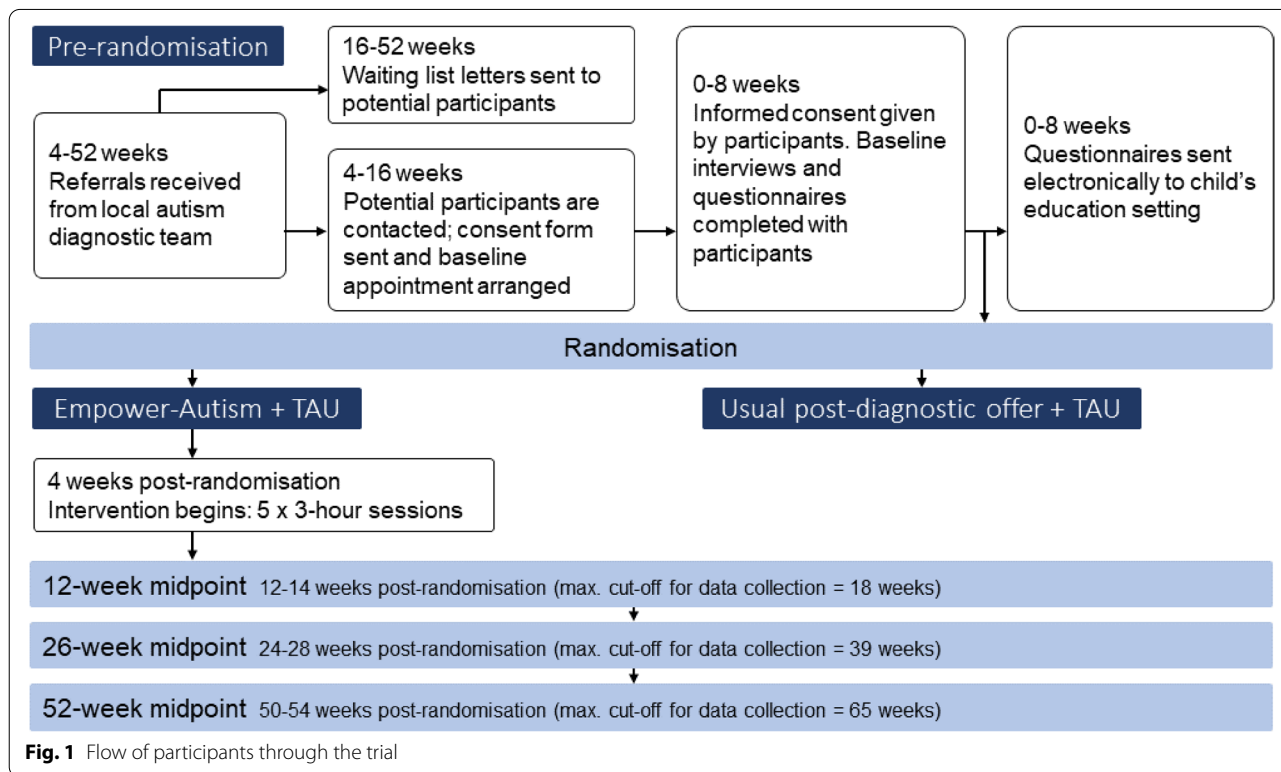 Pre-randomisation
4-52 weeks
Referrals received
from local autism
diagnostic team
16-52 weeks
Waiting list letters sent to
potential participants
4-16 weeks
Potential participants are
contacted; consent form
sent and baseline
appointment arranged
0-8 weeks
Informed consent given
by participants. Baseline
interviews and
questionnaires
completed with
participants
0-8 weeks
Questionnaires sent
electronically to child's
education setting
Randomisation
Empower-Autism + TAU
Usual post-diagnostic offer + TAU
4 weeks post-randomisation
Intervention begins: 5 x 3-hour sessions
12-week midpoint 12-14 weeks post-randomisation (max. cut-off for data collection = 18 weeks)
26-week midpoint 24-28 weeks post-randomisation (max. cut-off for data collection = 39 weeks)
52-week midpoint 50-54 weeks post-randomisation (max. cut-off for data collection = 65 weeks)
Fig. 1 Flow of participants through the trial